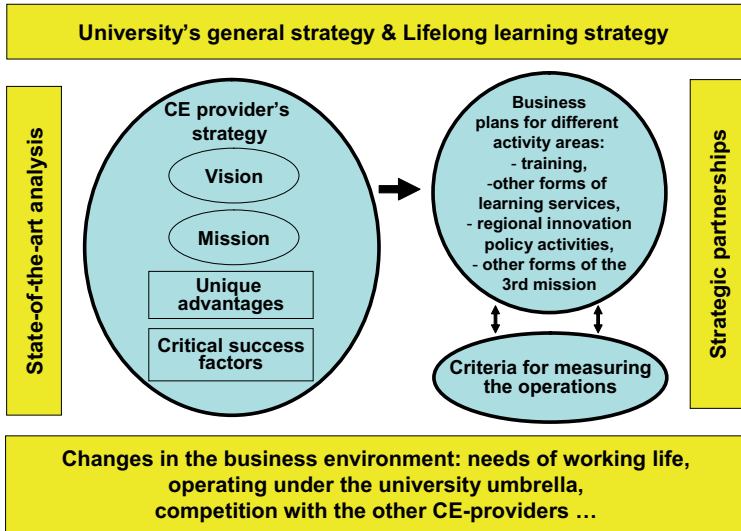 University's general strategy & Lifelong learning strategy
State-of-the-art analysis
CE provider's
strategy
Vision
Mission
Unique
advantages
Critical success
factors
Business
plans for different
activity areas:
- training,
-other forms of
learning services,
- regional innovation
policy activities,
- other forms of the
3rd mission
Criteria for measuring
the operations
Strategic partnerships
Changes in the business environment: needs of working life,
operating under the university umbrella,
competition with the other CE-providers …